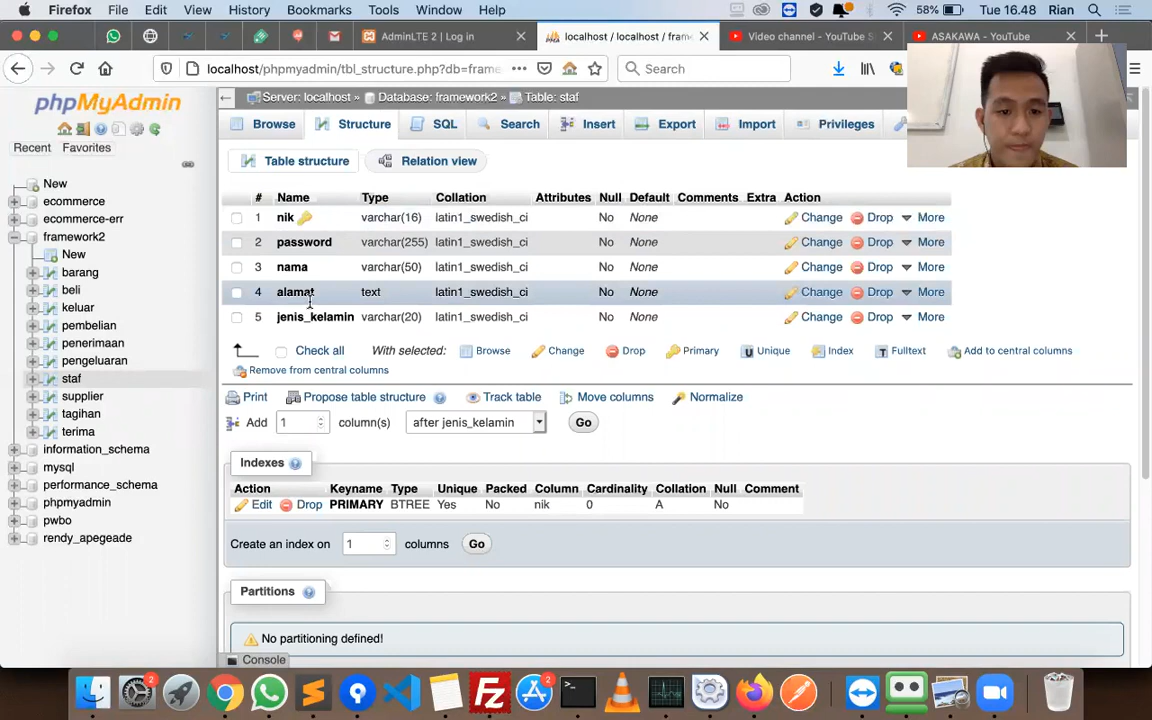 Firefox File Edit View History Bookmarks Tools Window Help 58% Tue 16.48 Rian
AdminLTE 2 | Log in
localhost / localhost / fram
Video channel - YouTube S
ASAKAWA - YouTube
localhost/phpmyadmin/tbl_structure.php?db=frame
Search
phpMyAdmin
Recent Favorites
New
ecommerce
ecommerce-err
framework2
New
barang
beli
keluar
pembelian
penerimaan
pengeluaran
staf
supplier
tagihan
terima
information_schema
mysql
performance_schema
phpmyadmin
pwbo
rendy_apegeade
Server: localhost » Database: framework2 » Table: staf
Browse Structure SQL Search Insert Export Import Privileges
Table structure Relation view
# Name Type Collation Attributes Null Default Comments Extra Action
1 nik varchar(16) latin1_swedish_ci No None Change Drop More
2 password varchar(255) latin1_swedish_ci No None Change Drop More
3 nama varchar(50) latin1_swedish_ci No None Change Drop More
4 alamat text latin1_swedish_ci No None Change Drop More
5 jenis_kelamin varchar(20) latin1_swedish_ci No None Change Drop More
Check all With selected: Browse Change Drop Primary Unique Index Fulltext Add to central columns
Remove from central columns
Print Propose table structure Track table Move columns Normalize
Add 1 column(s) after jenis_kelamin Go
Indexes
Action Keyname Type Unique Packed Column Cardinality Collation Null Comment
Edit Drop PRIMARY BTREE Yes No nik 0 A No
Create an index on 1 columns Go
Partitions
No partitioning defined!
Console
2
2